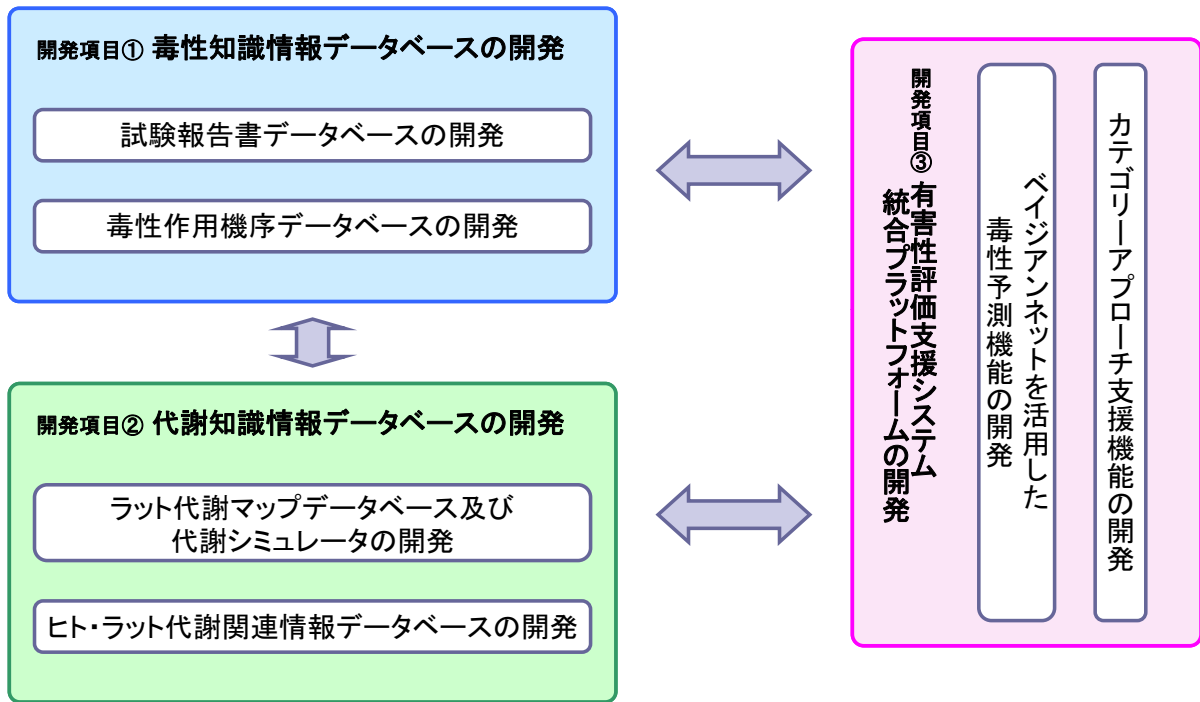 開発項目① 毒性知識情報データベースの開発
試験報告書データベースの開発
毒性作用機序データベースの開発
開発項目② 代謝知識情報データベースの開発
ラット代謝マップデータベース及び
代謝シミュレータの開発
ヒト・ラット代謝関連情報データベースの開発
開発項目③ 有害性評価支援システム
統合プラットフォームの開発
ベイジアンネットを活用した
毒性予測機能の開発
カテゴリーアプローチ支援機能の開発